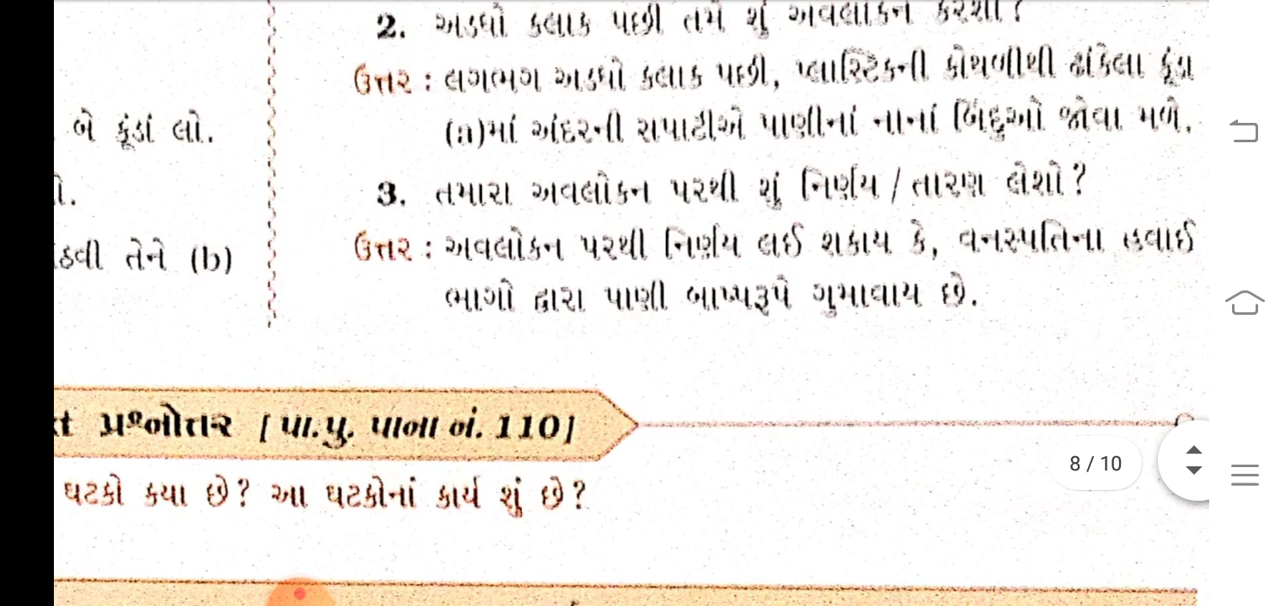 2. અડધો કલાક પછી તમે શું અવલોકન કરશો?
ઉત્તર : લગભગ અડધો કલાક પછી, પ્લાસ્ટિકની કોથળીથી ઢાંકેલા કૂંડા
બે કૂંડાં લો.
(a)માં અંદરની સપાટીએ પાણીનાં નાનાં બિંદુઓ જોવા મળે.
3. તમારા અવલોકન પરથી શું નિર્ણય / તારણ લેશો?
ઉત્તર : અવલોકન પરથી નિર્ણય લઈ શકાય કે, વનસ્પતિના હવાઈ
તેને (b)
ભાગો દ્વારા પાણી બાષ્પરૂપે ગુમાવાય છે.
પ્રશ્નોત્તર [પા.પુ. પાના નં. 110]
8 / 10
ઘટકો કયા છે? આ ઘટકોનાં કાર્ય શું છે?